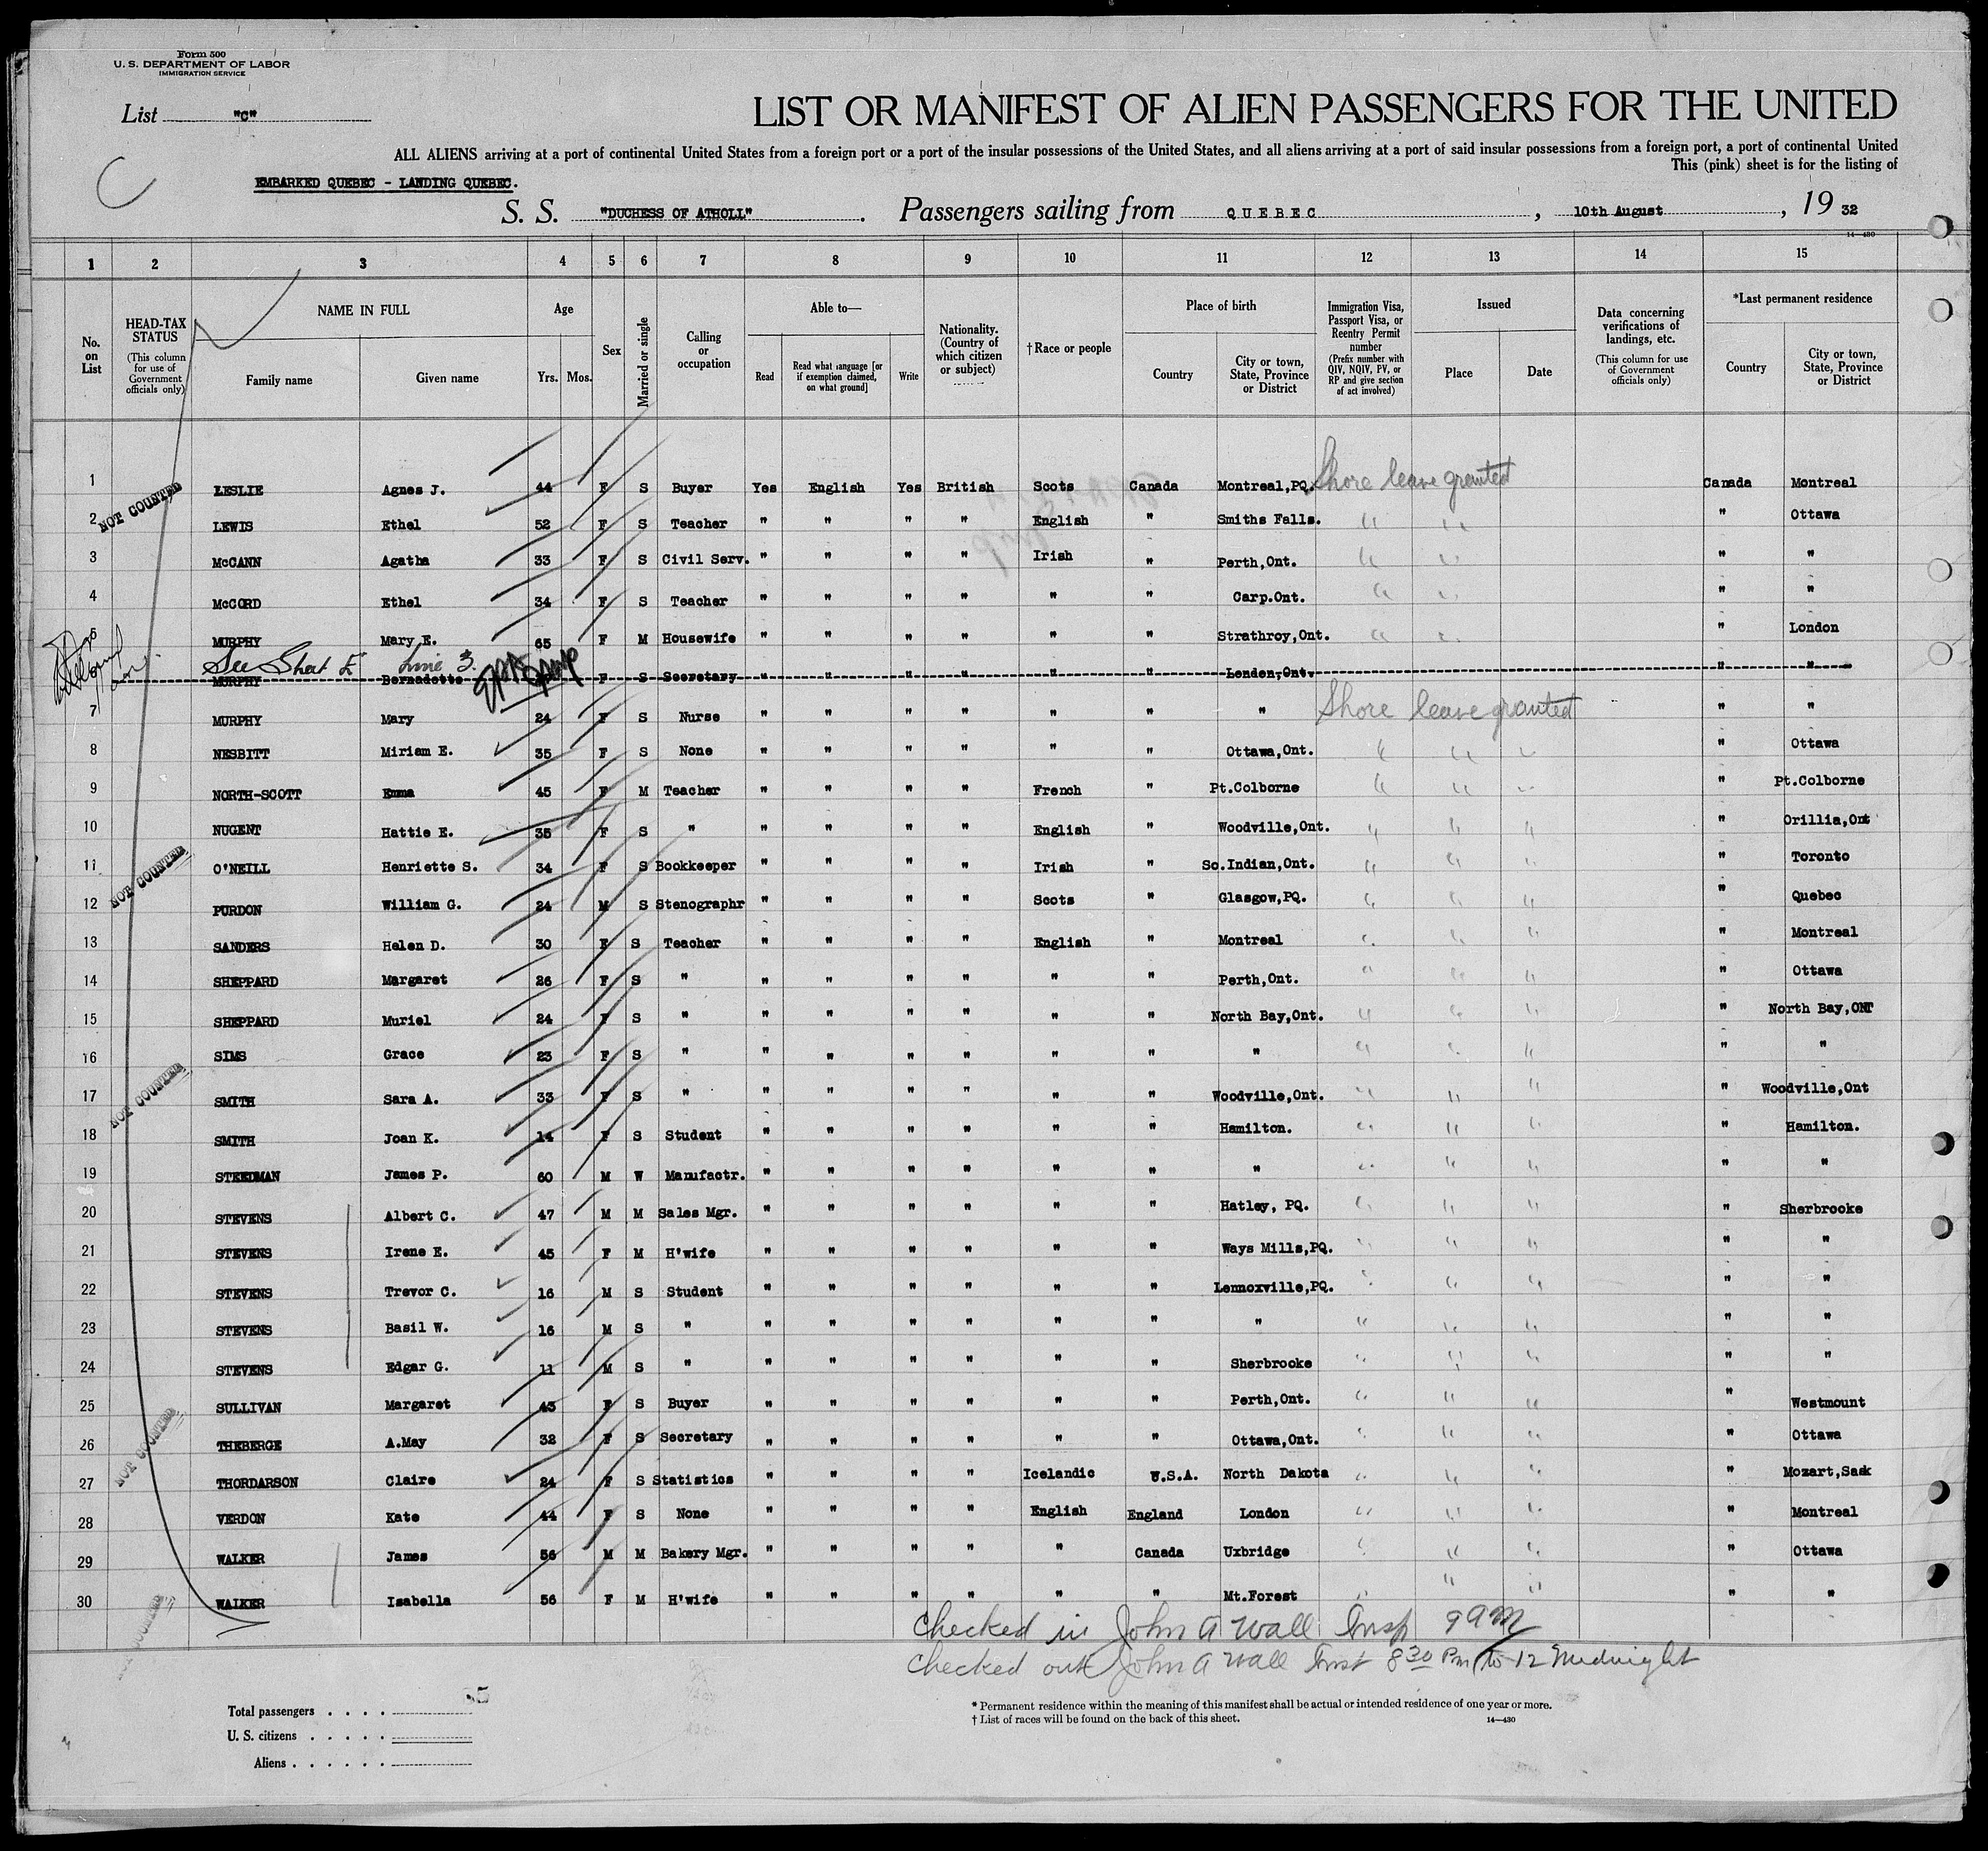 Form 500
U. S. DEPARTMENT OF LABOR
IMMIGRATION SERVICE
List "C"
C
LIST OR MANIFEST OF ALIEN PASSENGERS FOR THE UNITED
ALL ALIENS arriving at a port of continental United States from a foreign port or a port of the insular possessions of the United States, and all aliens arriving at a port of said insular possessions from a foreign port, a port of continental United
This (pink) sheet is for the listing of
EMBARKED QUEBEC - LANDING QUEBEC.
S. S. "DUCHESS OF ATHOLL". Passengers sailing from QUEBEC, 10th August, 19 32
14—430
1 2 3 4 5 6 7 8 9 10 11 12 13 14 15
No. on List
HEAD-TAX STATUS (This column for use of Government officials only)
NAME IN FULL
Family name Given name
Age
Yrs. Mos.
Sex
Married or single
Calling or occupation
Able to—
Read
Read what language [or if exemption claimed, on what ground]
Write
Nationality. (Country of which citizen or subject)
†Race or people
Place of birth
Country
City or town, State, Province or District
Immigration Visa, Passport Visa, or Reentry Permit number (Prefix number with QIV, NQIV, PV, or RP and give section of act involved)
Issued
Place Date
Data concerning verifications of landings, etc. (This column for use of Government officials only)
*Last permanent residence
Country
City or town, State, Province or District
1 NOT COUNTED LESLIE Agnes J. 44 F S Buyer Yes English Yes British Scots Canada Montreal,PQ. Shore leave granted Canada Montreal
2 LEWIS Ethel 52 F S Teacher " " " " English " Smiths Falls. " " " Ottawa
3 McCANN Agatha 33 F S Civil Serv. " " " " Irish " Perth,Ont. " " " "
4 McCORD Ethel 34 F S Teacher " " " " " " Carp.Ont. " " " "
5 MURPHY Mary E. 65 F M Housewife " " " " " " Strathroy,Ont. " " " London
See Sheet E Line 3.
MURPHY Bernadette F S Secretary " " " " " " London,Ont. " "
7 MURPHY Mary 24 F S Nurse " " " " " " " Shore leave granted " "
8 NESBITT Miriam E. 35 F S None " " " " " " Ottawa,Ont. " " " " Ottawa
9 NORTH-SCOTT Emma 45 F M Teacher " " " " French " Pt.Colborne " " " " Pt.Colborne
10 NUGENT Hattie E. 35 F S " " " " " English " Woodville,Ont. " " " " Orillia,Ont
11 NOT COUNTED O'NEILL Henriette S. 34 F S Bookkeeper " " " " Irish " So.Indian,Ont. " " " " Toronto
12 PURDON William G. 24 M S Stenographr " " " " Scots " Glasgow,PQ. " " " " Quebec
13 SANDERS Helen D. 30 F S Teacher " " " " English " Montreal " " " " Montreal
14 SHEPPARD Margaret 26 F S " " " " " " " Perth,Ont. " " " " Ottawa
15 SHEPPARD Muriel 24 F S " " " " " " " North Bay,Ont. " " " " North Bay,ONT
16 SIMS Grace 23 F S " " " " " " " " " " " " "
17 NOT COUNTED SMITH Sara A. 33 F S " " " " " " " Woodville,Ont. " " " " Woodville,Ont
18 SMITH Joan K. 14 F S Student " " " " " " Hamilton. " " " " Hamilton.
19 STEEDMAN James P. 60 M W Manufactr. " " " " " " " " " " " "
20 STEVENS Albert C. 47 M M Sales Mgr. " " " " " " Hatley, PQ. " " " " Sherbrooke
21 STEVENS Irene E. 45 F M H'wife " " " " " " Ways Mills,PQ. " " " " "
22 STEVENS Trevor C. 16 M S Student " " " " " " Lennoxville,PQ. " " " " "
23 STEVENS Basil W. 16 M S " " " " " " " " " " " " "
24 STEVENS Edgar G. 11 M S " " " " " " " Sherbrooke " " " " "
25 SULLIVAN Margaret 43 F S Buyer " " " " " " Perth,Ont. " " " " Westmount
26 NOT COUNTED THEBERGE A.May 32 F S Secretary " " " " " " Ottawa,Ont. " " " " Ottawa
27 THORDARSON Claire 24 F S Statistics " " " " Icelandic U.S.A. North Dakota " " " " Mozart,Sask
28 VERDON Kate 44 F S None " " " " English England London " " " " Montreal
29 WALKER James 56 M M Bakery Mgr. " " " " " Canada Uxbridge " " " " Ottawa
30 NOT COUNTED WALKER Isabella 56 F M H'wife " " " " " " Mt.Forest " " " " "
Checked in John A Wall Insp 9 AM
Checked out John A Wall Inst 8 30 Pm to 12 Midnight
Total passengers
U. S. citizens
Aliens
* Permanent residence within the meaning of this manifest shall be actual or intended residence of one year or more.
† List of races will be found on the back of this sheet.
14—430